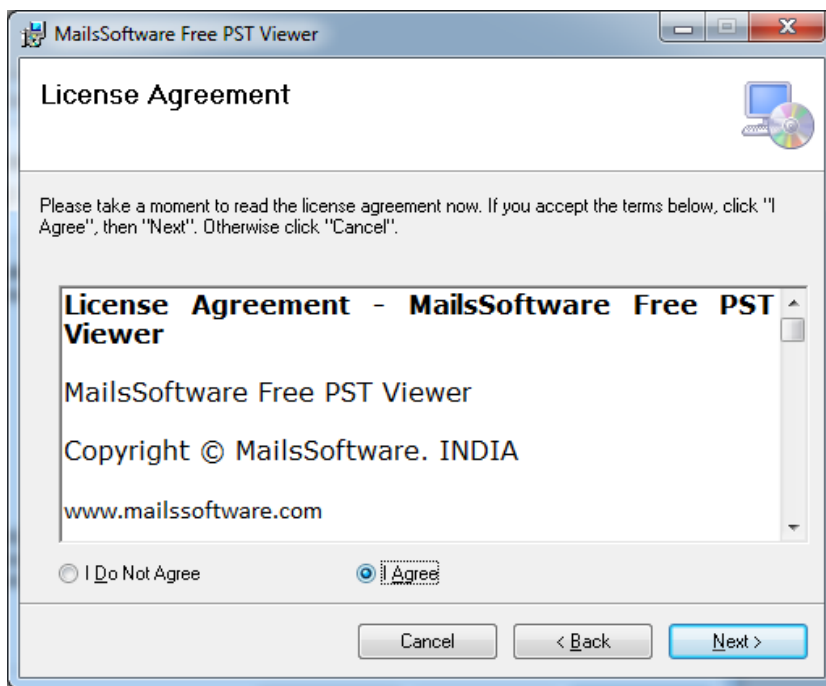 MailsSoftware Free PST Viewer
License Agreement
Please take a moment to read the license agreement now. If you accept the terms below, click "I
Agree", then "Next". Otherwise click "Cancel".
License Agreement - MailsSoftware Free PST
Viewer
MailsSoftware Free PST Viewer
Copyright © MailsSoftware. INDIA
www.mailssoftware.com
I Do Not Agree
I Agree
Cancel
< Back
Next >